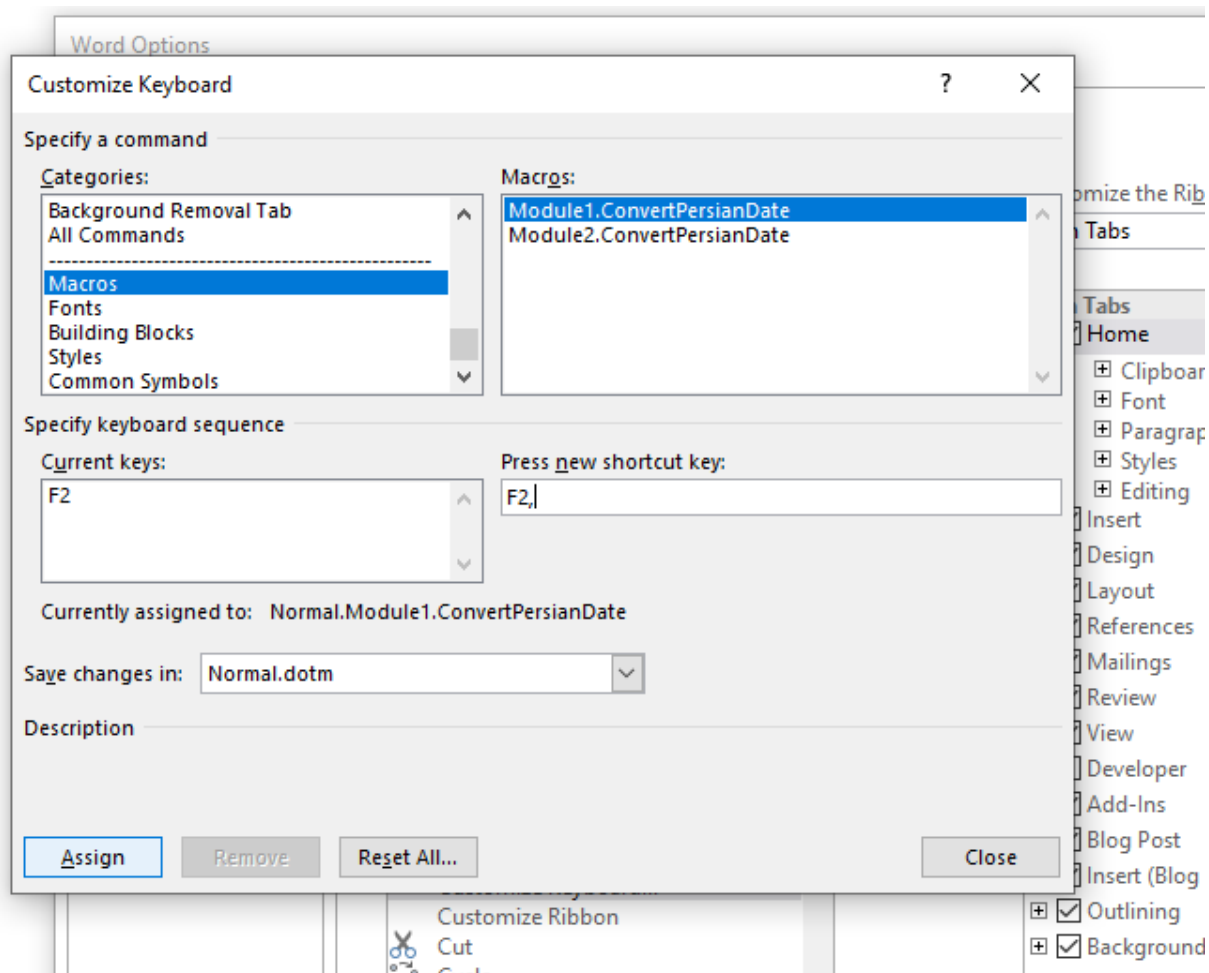 Word Options
Customize Keyboard
?
Specify a command
Categories:
Background Removal Tab
All Commands
Macros
Fonts
Building Blocks
Styles
Common Symbols
Macros:
Module1.ConvertPersianDate
Module2.ConvertPersianDate
Specify keyboard sequence
Current keys:
F2
Press new shortcut key:
F2,
Currently assigned to: Normal.Module1.ConvertPersianDate
Save changes in: Normal.dotm
Description
Assign Remove Reset All... Close
omize the Rib
Tabs
Tabs
Home
Clipboar
Font
Paragrap
Styles
Editing
Insert
Design
Layout
References
Mailings
Review
View
Developer
Add-Ins
Blog Post
Insert (Blog
Outlining
Background
Customize Ribbon
Cut